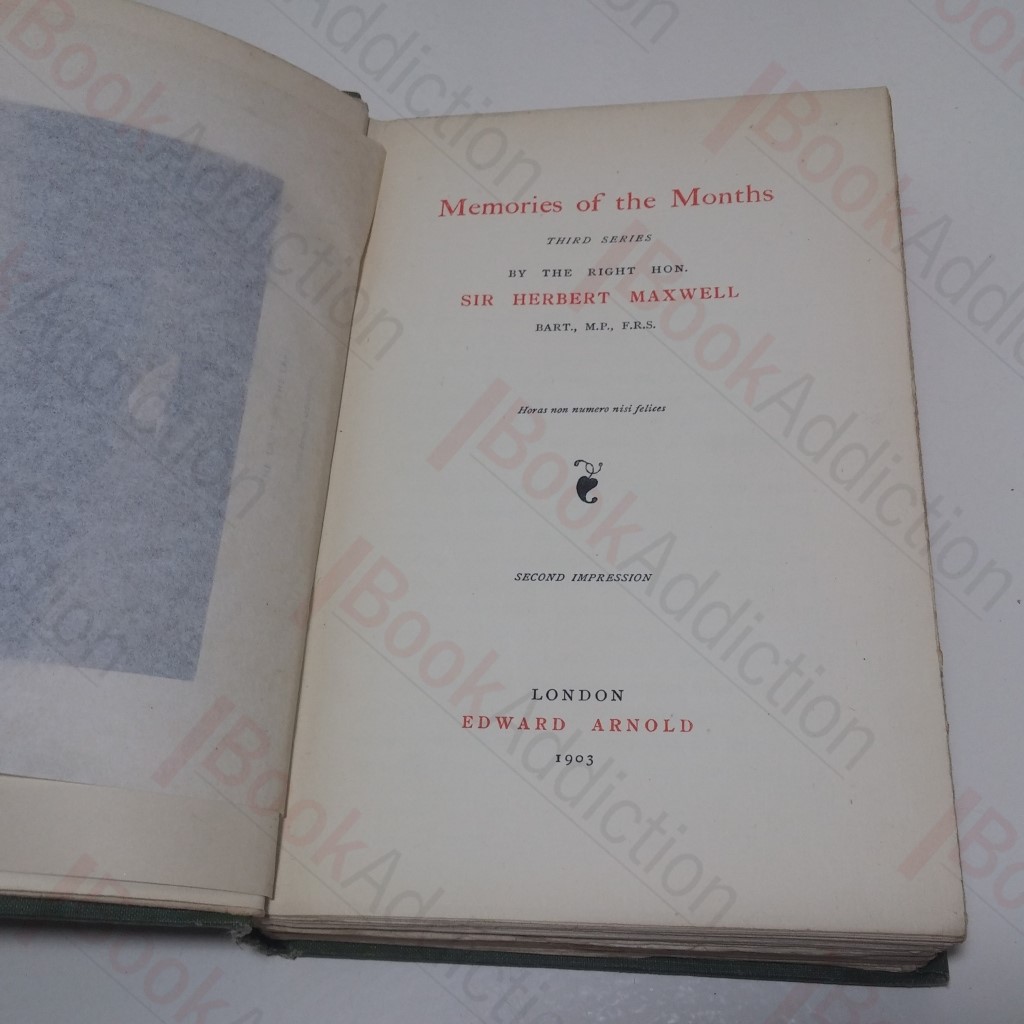 Memories of the Months
THIRD SERIES
BY THE RIGHT HON.
SIR HERBERT MAXWELL
BART., M.P., F.R.S.
Horas non numero nisi felices
SECOND IMPRESSION
LONDON
EDWARD ARNOLD
1903
BookAddiction